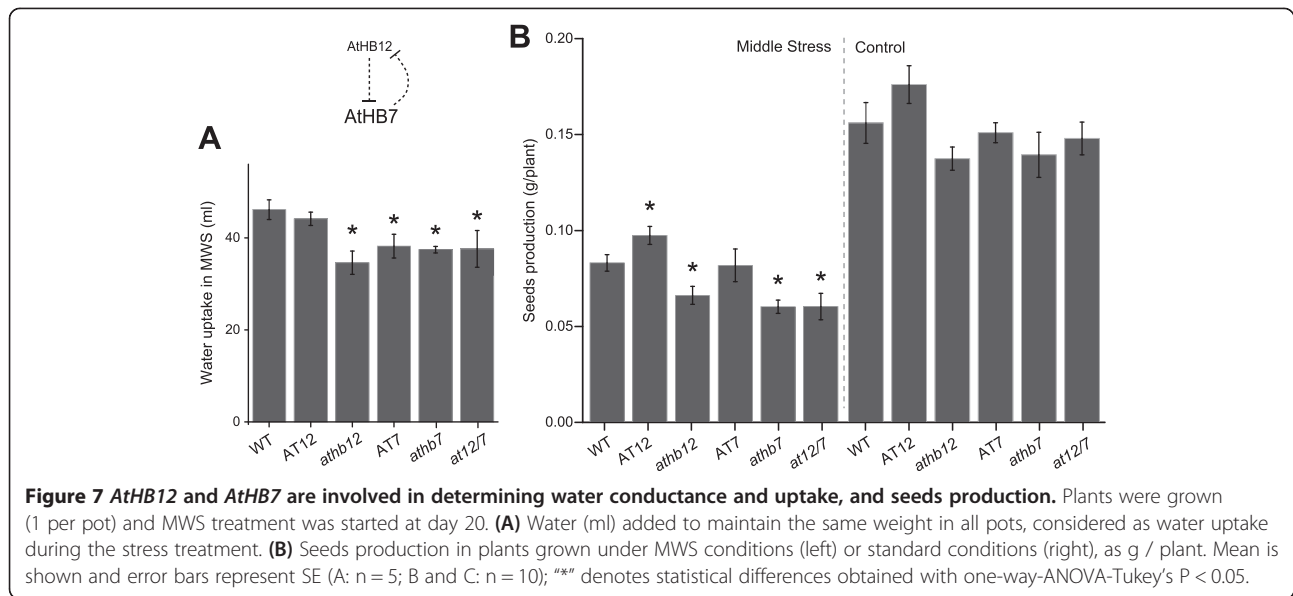 AtHB12
AtHB7
A
Water uptake in MWS (ml)
40
20
0
WT
AT12
athb12
AT7
athb7
at12/7
*
*
*
*
B
Middle Stress
Control
Seeds production (g/plant)
0.20
0.15
0.10
0.05
0.00
*
*
*
*
WT
AT12
athb12
AT7
athb7
at12/7
WT
AT12
athb12
AT7
athb7
at12/7
Figure 7 AtHB12 and AtHB7 are involved in determining water conductance and uptake, and seeds production. Plants were grown
(1 per pot) and MWS treatment was started at day 20. (A) Water (ml) added to maintain the same weight in all pots, considered as water uptake
during the stress treatment. (B) Seeds production in plants grown under MWS conditions (left) or standard conditions (right), as g / plant. Mean is
shown and error bars represent SE (A: n = 5; B and C: n = 10); “*” denotes statistical differences obtained with one-way-ANOVA-Tukey’s P < 0.05.